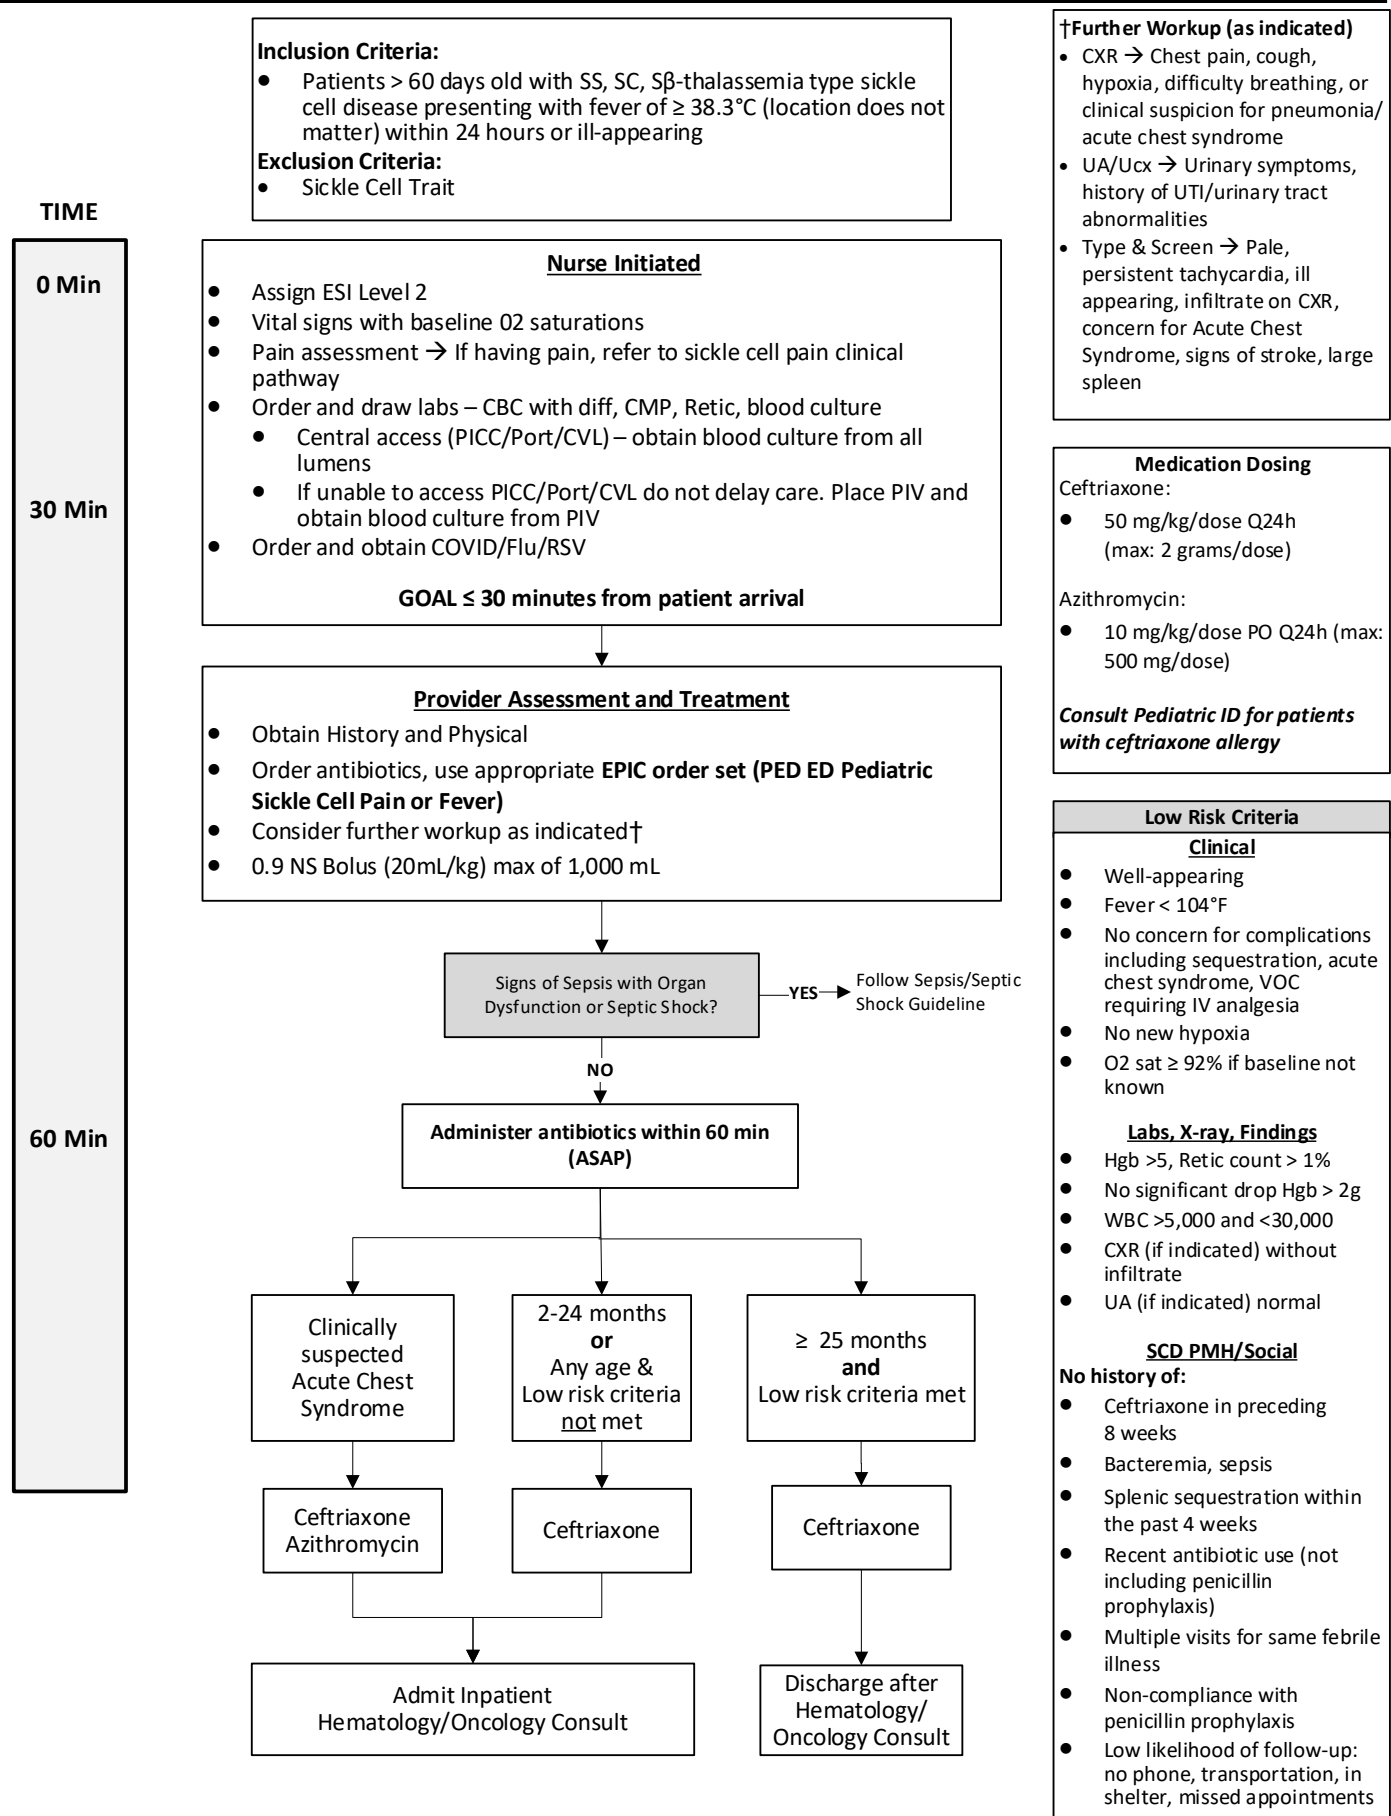 Inclusion Criteria:
● Patients > 60 days old with SS, SC, Sβ-thalassemia type sickle
cell disease presenting with fever of ≥ 38.3°C (location does not
matter) within 24 hours or ill-appearing
Exclusion Criteria:
● Sickle Cell Trait
TIME
0 Min
30 Min
60 Min
Nurse Initiated
● Assign ESI Level 2
● Vital signs with baseline 02 saturations
● Pain assessment → If having pain, refer to sickle cell pain clinical
pathway
● Order and draw labs – CBC with diff, CMP, Retic, blood culture
● Central access (PICC/Port/CVL) – obtain blood culture from all
lumens
● If unable to access PICC/Port/CVL do not delay care. Place PIV and
obtain blood culture from PIV
● Order and obtain COVID/Flu/RSV
GOAL ≤ 30 minutes from patient arrival
Provider Assessment and Treatment
● Obtain History and Physical
● Order antibiotics, use appropriate EPIC order set (PED ED Pediatric
Sickle Cell Pain or Fever)
● Consider further workup as indicated†
● 0.9 NS Bolus (20mL/kg) max of 1,000 mL
Signs of Sepsis with Organ
Dysfunction or Septic Shock?
YES
Follow Sepsis/Septic
Shock Guideline
NO
Administer antibiotics within 60 min
(ASAP)
Clinically
suspected
Acute Chest
Syndrome
2-24 months
or
Any age &
Low risk criteria
not met
≥ 25 months
and
Low risk criteria met
Ceftriaxone
Azithromycin
Ceftriaxone
Ceftriaxone
Admit Inpatient
Hematology/Oncology Consult
Discharge after
Hematology/
Oncology Consult
†Further Workup (as indicated)
• CXR → Chest pain, cough,
hypoxia, difficulty breathing, or
clinical suspicion for pneumonia/
acute chest syndrome
• UA/Ucx → Urinary symptoms,
history of UTI/urinary tract
abnormalities
• Type & Screen → Pale,
persistent tachycardia, ill
appearing, infiltrate on CXR,
concern for Acute Chest
Syndrome, signs of stroke, large
spleen
Medication Dosing
Ceftriaxone:
● 50 mg/kg/dose Q24h
(max: 2 grams/dose)
Azithromycin:
● 10 mg/kg/dose PO Q24h (max:
500 mg/dose)
Consult Pediatric ID for patients
with ceftriaxone allergy
Low Risk Criteria
Clinical
● Well-appearing
● Fever < 104°F
● No concern for complications
including sequestration, acute
chest syndrome, VOC
requiring IV analgesia
● No new hypoxia
● O2 sat ≥ 92% if baseline not
known
Labs, X-ray, Findings
● Hgb >5, Retic count > 1%
● No significant drop Hgb > 2g
● WBC >5,000 and <30,000
● CXR (if indicated) without
infiltrate
● UA (if indicated) normal
SCD PMH/Social
No history of:
● Ceftriaxone in preceding
8 weeks
● Bacteremia, sepsis
● Splenic sequestration within
the past 4 weeks
● Recent antibiotic use (not
including penicillin
prophylaxis)
● Multiple visits for same febrile
illness
● Non-compliance with
penicillin prophylaxis
● Low likelihood of follow-up:
no phone, transportation, in
shelter, missed appointments